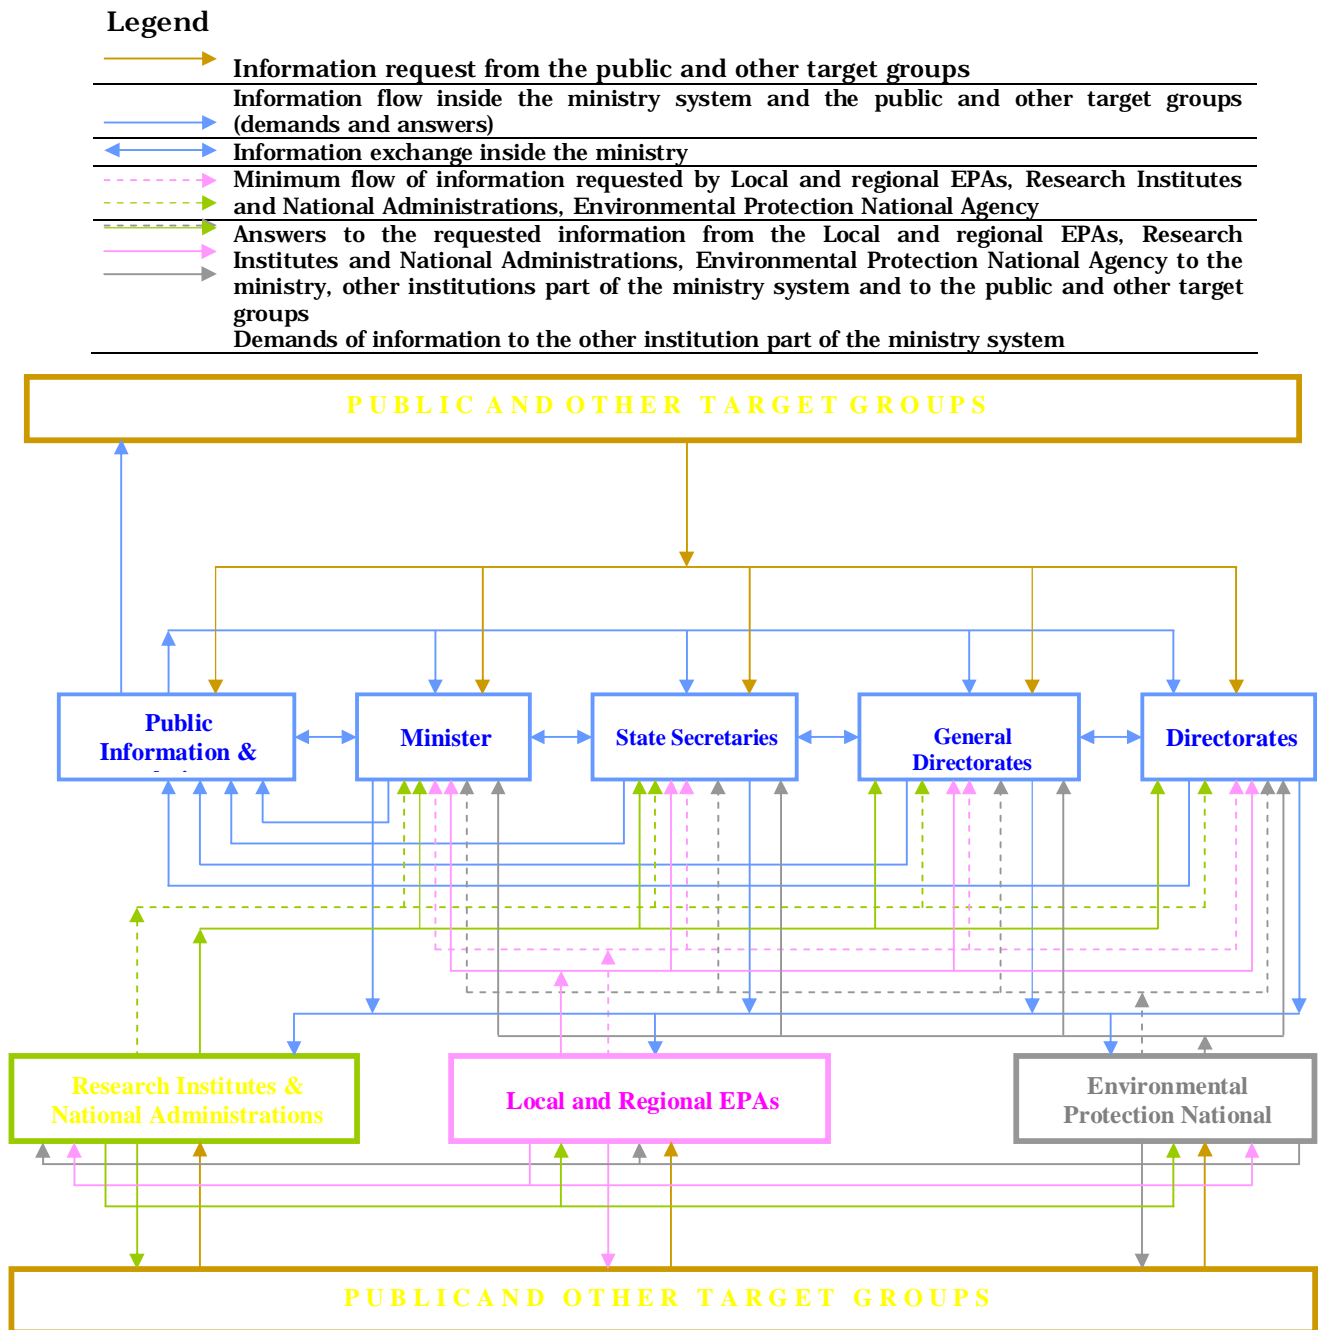 Legend
Information request from the public and other target groups
Information flow inside the ministry system and the public and other target groups
(demands and answers)
Information exchange inside the ministry
Minimum flow of information requested by Local and regional EPAs, Research Institutes
and National Administrations, Environmental Protection National Agency
Answers to the requested information from the Local and regional EPAs, Research
Institutes and National Administrations, Environmental Protection National Agency to the
ministry, other institutions part of the ministry system and to the public and other target
groups
Demands of information to the other institution part of the ministry system
PUBLIC AND OTHER TARGET GROUPS
Public
Information &
Minister
State Secretaries
General
Directorates
Directorates
Research Institutes &
National Administrations
Local and Regional EPAs
Environmental
Protection National
PUBLICAND OTHER TARGET GROUPS